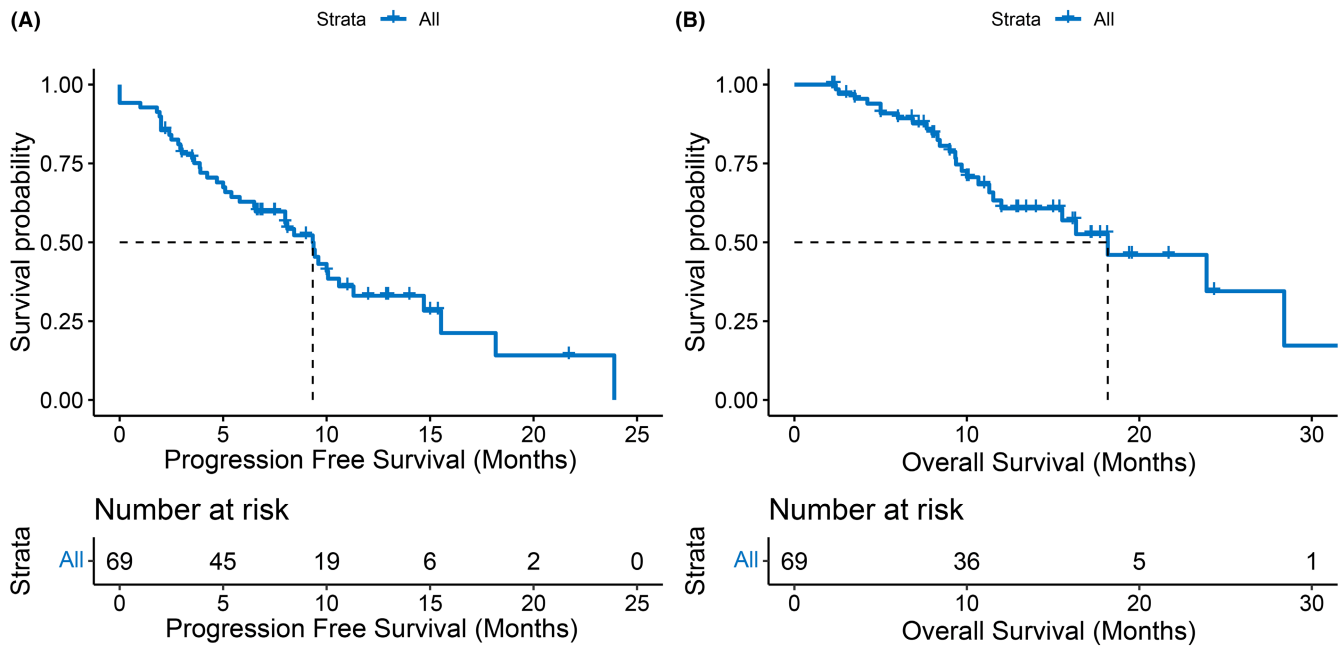 (A)
Strata All
1.00
0.75
0.50
0.25
0.00
Survival probability
0 5 10 15 20 25
Progression Free Survival (Months)
Number at risk
Strata
All 69 45 19 6 2 0
0 5 10 15 20 25
Progression Free Survival (Months)
(B)
Strata All
1.00
0.75
0.50
0.25
0.00
Survival probability
0 10 20 30
Overall Survival (Months)
Number at risk
Strata
All 69 36 5 1
0 10 20 30
Overall Survival (Months)